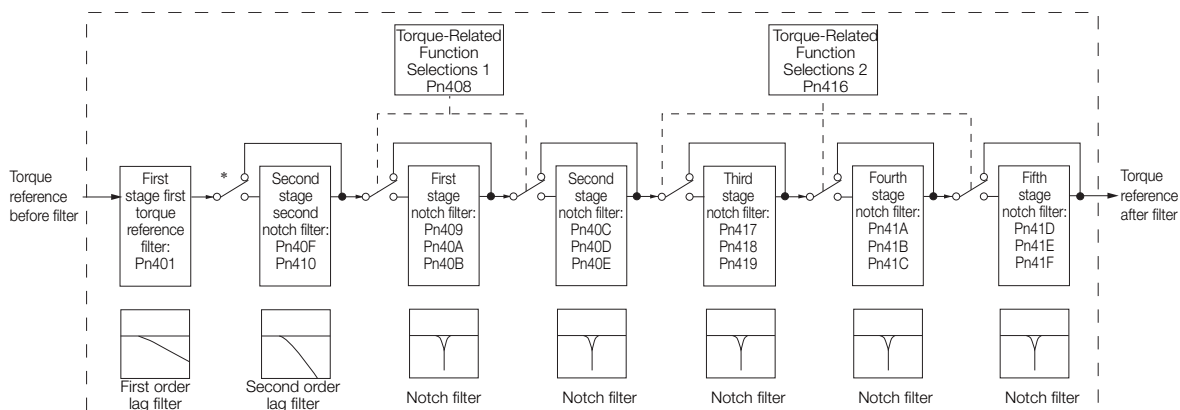 Torque-Related
Function
Selections 1
Pn408
Torque-Related
Function
Selections 2
Pn416
Torque
reference
before filter
First
stage first
torque
reference
filter:
Pn401
*
Second
stage
second
notch filter:
Pn40F
Pn410
First
stage
notch filter:
Pn409
Pn40A
Pn40B
Second
stage
notch filter:
Pn40C
Pn40D
Pn40E
Third
stage
notch filter:
Pn417
Pn418
Pn419
Fourth
stage
notch filter:
Pn41A
Pn41B
Pn41C
Fifth
stage
notch filter:
Pn41D
Pn41E
Pn41F
Torque
reference
after filter
First order
lag filter
Second order
lag filter
Notch filter
Notch filter
Notch filter
Notch filter
Notch filter